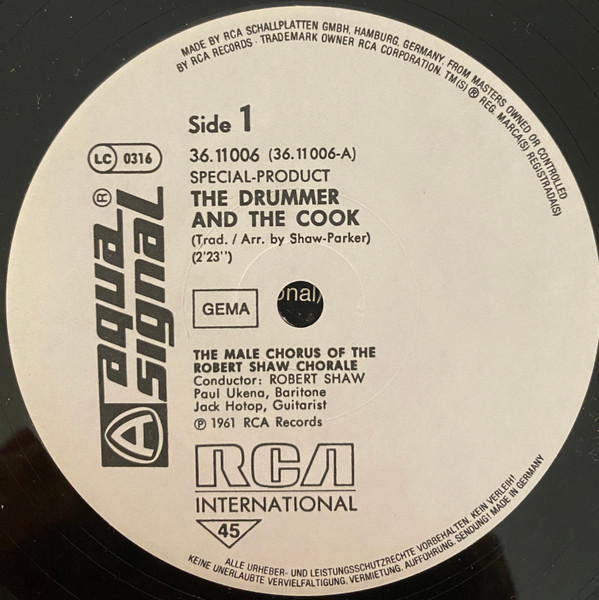 MADE BY RCA SCHALLPLATTEN GMBH, HAMBURG, GERMANY, FROM MASTERS OWNED OR CONTROLLED
BY RCA RECORDS · TRADEMARK OWNER RCA CORPORATION. TM(S) ® REG. MARCA(S) REGISTRADA(S)
Side 1
LC 0316
36.11006 (36.11006-A)
SPECIAL-PRODUCT
THE DRUMMER
AND THE COOK
(Trad. / Arr. by Shaw-Parker)
(2'23'')
aqua ®
signal
A
GEMA
onal)
THE MALE CHORUS OF THE
ROBERT SHAW CHORALE
Conductor: ROBERT SHAW
Paul Ukena, Baritone
Jack Hotop, Guitarist
℗ 1961 RCA Records
RCA
INTERNATIONAL
45
ALLE URHEBER- UND LEISTUNGSSCHUTZRECHTE VORBEHALTEN. KEIN VERLEIH!
KEINE UNERLAUBTE VERVIELFÄLTIGUNG, VERMIETUNG, AUFFÜHRUNG, SENDUNG! MADE IN GERMANY